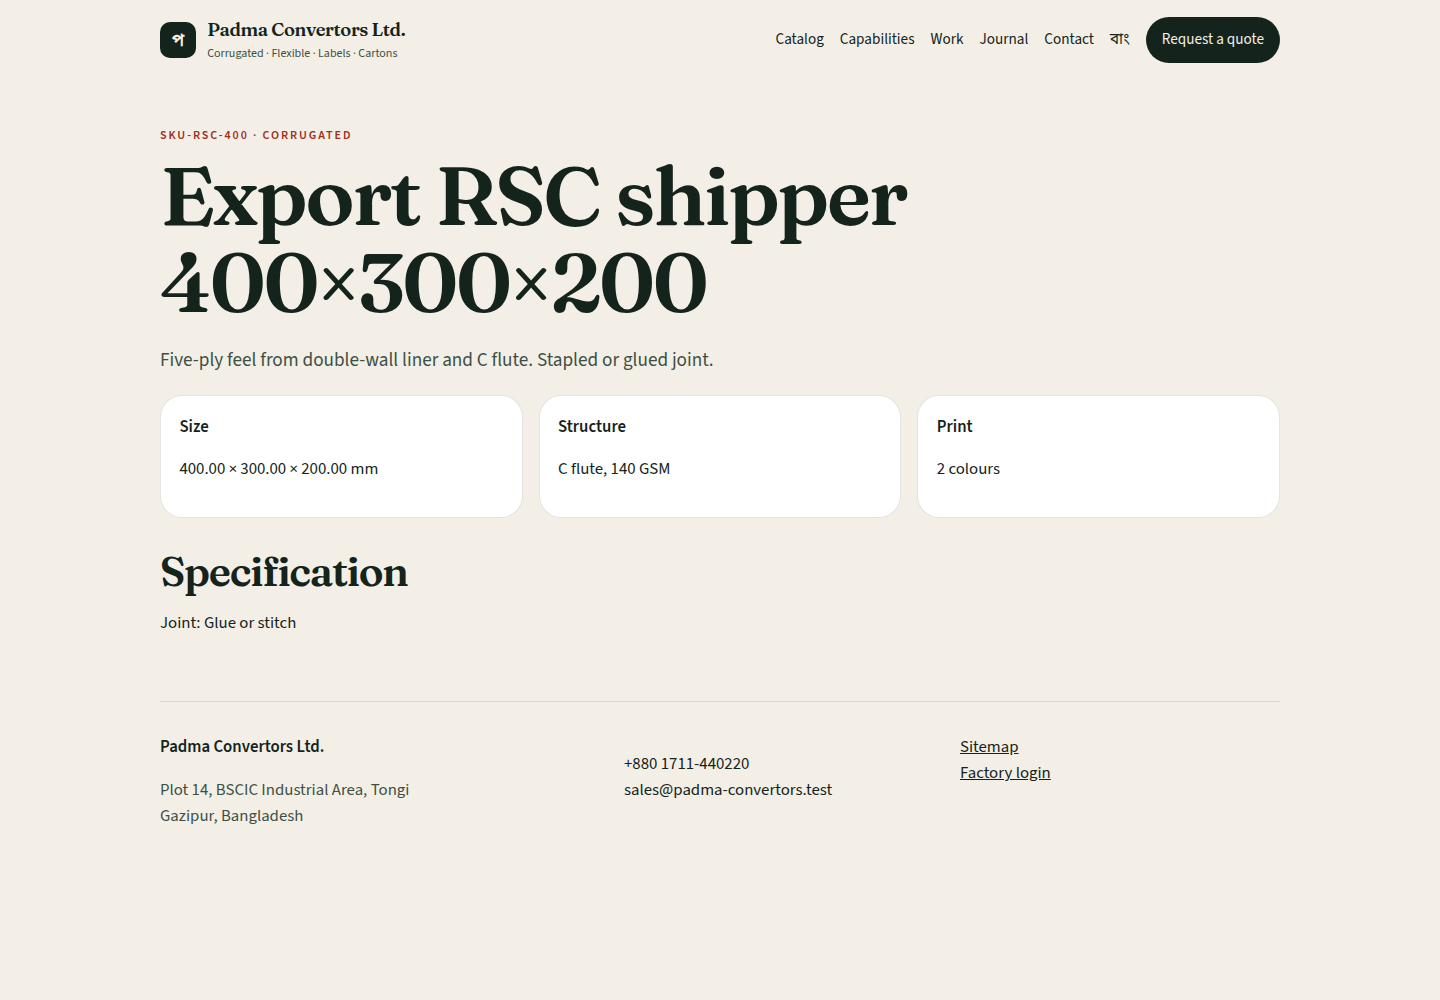 প
Padma Convertors Ltd.
Corrugated · Flexible · Labels · Cartons
Catalog
Capabilities
Work
Journal
Contact
বাং
Request a quote
SKU-RSC-400 · CORRUGATED
Export RSC shipper
400×300×200
Five-ply feel from double-wall liner and C flute. Stapled or glued joint.
Size
400.00 × 300.00 × 200.00 mm
Structure
C flute, 140 GSM
Print
2 colours
Specification
Joint: Glue or stitch
Padma Convertors Ltd.
Plot 14, BSCIC Industrial Area, Tongi
Gazipur, Bangladesh
+880 1711-440220
sales@padma-convertors.test
Sitemap
Factory login